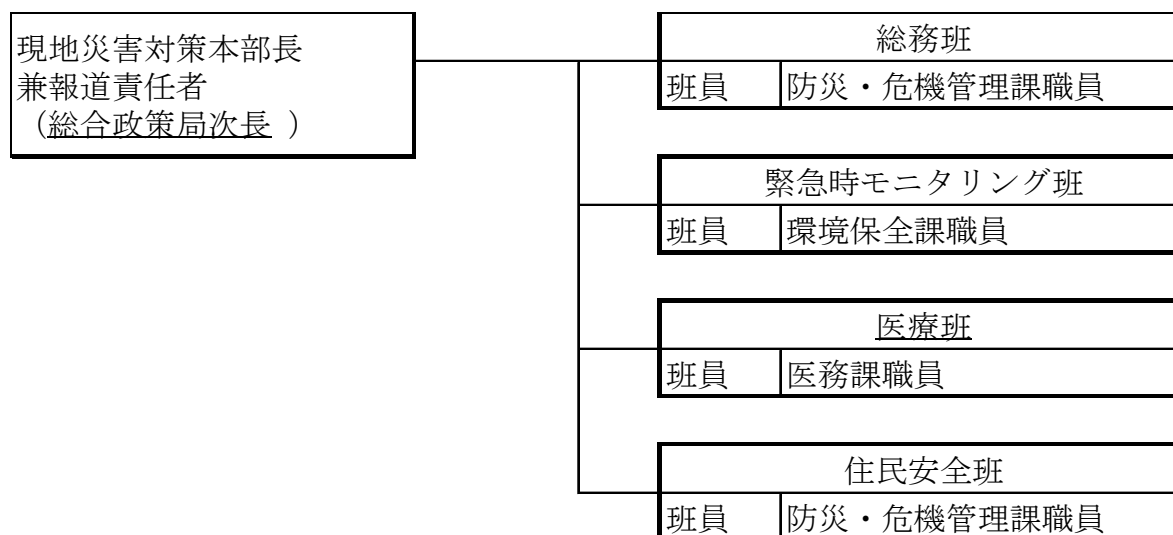 現地災害対策本部長
兼報道責任者
（総合政策局次長 ）
総務班
班員 防災・危機管理課職員
緊急時モニタリング班
班員 環境保全課職員
医療班
班員 医務課職員
住民安全班
班員 防災・危機管理課職員